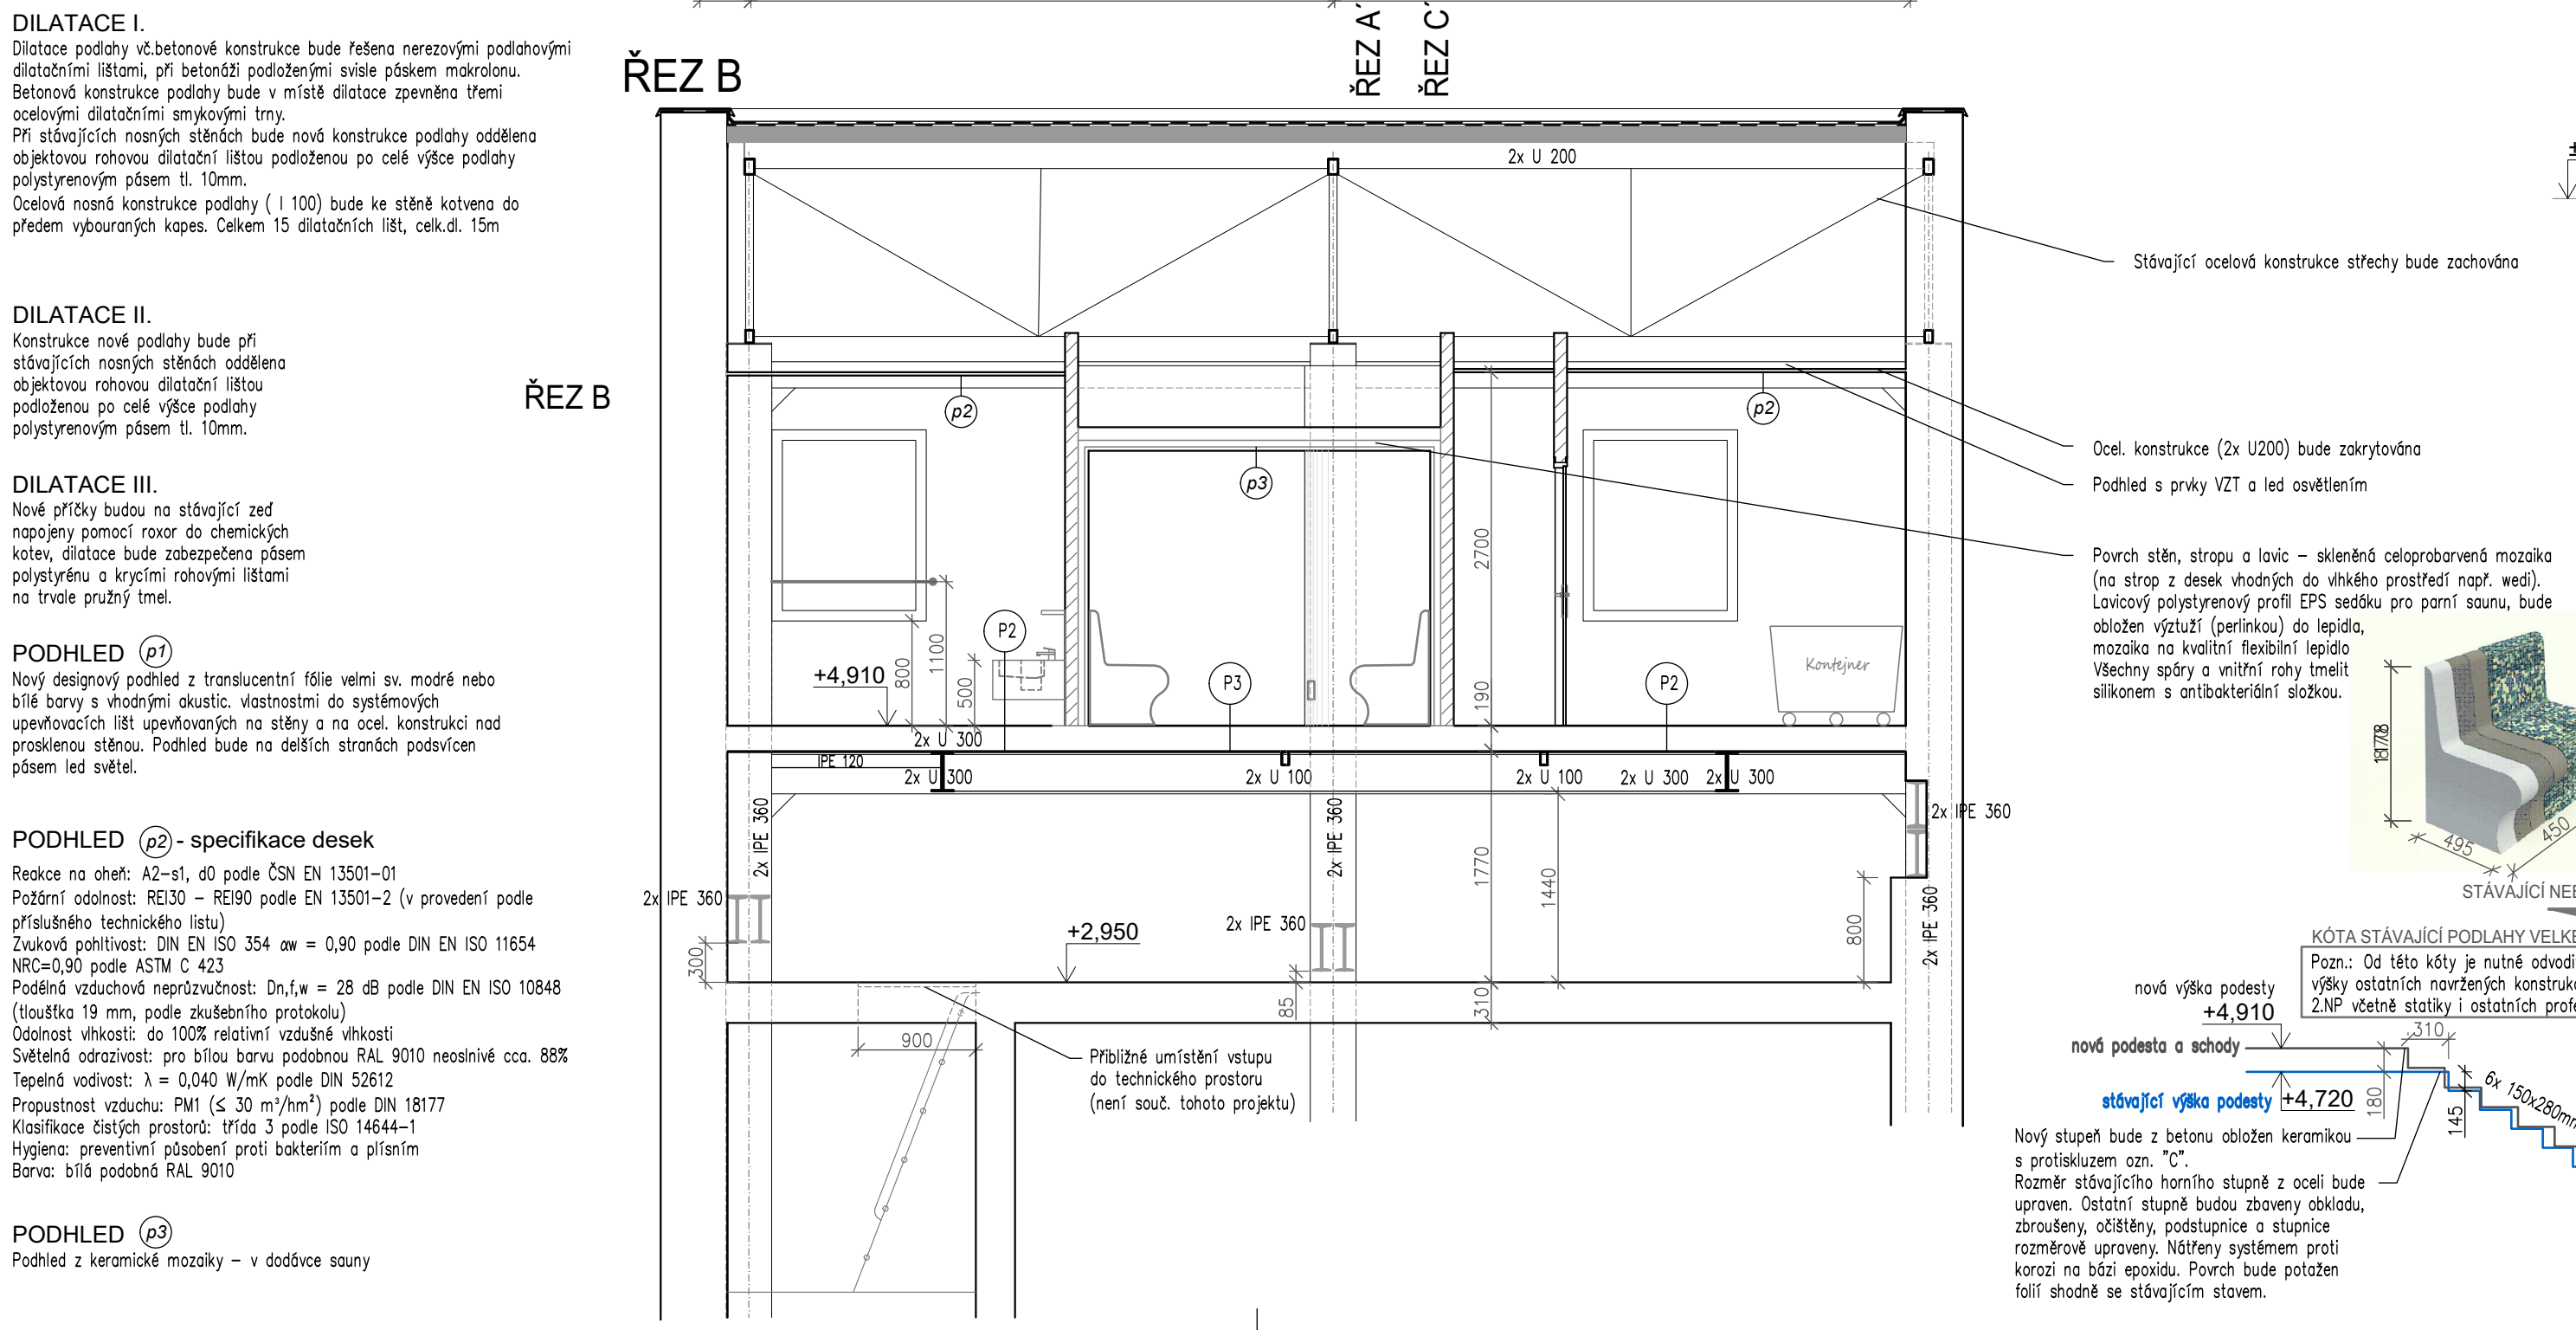 DILATACE I.
Dilatace podlahy vč.betonové konstrukce bude řešena nerezovými podlahovými
dilatačními lištami, při betonáži podloženými svisle páskem makrolonu.
Betonová konstrukce podlahy bude v místě dilatace zpevněna třemi
ocelovými dilatačními smykovými trny.
Při stávajících nosných stěnách bude nová konstrukce podlahy oddělena
objektovou rohovou dilatační lištou podloženou po celé výšce podlahy
polystyrenovým pásem tl. 10mm.
Ocelová nosná konstrukce podlahy ( I 100) bude ke stěně kotvena do
předem vybouraných kapes. Celkem 15 dilatačních lišt, celk.dl. 15m
DILATACE II.
Konstrukce nové podlahy bude při
stávajících nosných stěnách oddělena
objektovou rohovou dilatační lištou
podloženou po celé výšce podlahy
polystyrenovým pásem tl. 10mm.
DILATACE III.
Nové příčky budou na stávající zeď
napojeny pomocí roxor do chemických
kotev, dilatace bude zabezpečena pásem
polystyrénu a krycími rohovými lištami
na trvale pružný tmel.
PODHLED p1
Nový designový podhled z translucentní fólie velmi sv. modré nebo
bílé barvy s vhodnými akustic. vlastnostmi do systémových
upevňovacích lišt upevňovaných na stěny a na ocel. konstrukci nad
prosklenou stěnou. Podhled bude na delších stranách podsvícen
pásem led světel.
PODHLED p2 - specifikace desek
Reakce na oheň: A2-s1, d0 podle ČSN EN 13501-01
Požární odolnost: REI30 - REI90 podle EN 13501-2 (v provedení podle
příslušného technického listu)
Zvuková pohltivost: DIN EN ISO 354 αw = 0,90 podle DIN EN ISO 11654
NRC=0,90 podle ASTM C 423
Podélná vzduchová neprůzvučnost: Dn,f,w = 28 dB podle DIN EN ISO 10848
(tloušťka 19 mm, podle zkušebního protokolu)
Odolnost vlhkosti: do 100% relativní vzdušné vlhkosti
Světelná odrazivost: pro bílou barvu podobnou RAL 9010 neoslnivé cca. 88%
Tepelná vodivost: λ = 0,040 W/mK podle DIN 52612
Propustnost vzduchu: PM1 (≤ 30 m³/hm²) podle DIN 18177
Klasifikace čistých prostorů: třída 3 podle ISO 14644-1
Hygiena: preventivní působení proti bakteriím a plísním
Barva: bílá podobná RAL 9010
PODHLED p3
Podhled z keramické mozaiky - v dodávce sauny
ŘEZ B
ŘEZ A'
ŘEZ C'
ŘEZ B
2x U 200
p2
p2
p3
2700
1100
800
500
190
+4,910
P2
P3
P2
Kontejner
2x U 300
IPE 120
2x U 300
2x U 100
2x U 100
2x U 300
2x U 300
2x IPE 360
2x IPE 360
2x IPE 360
2x IPE 360
2x IPE 360
2x IPE 360
1770
1440
800
300
+2,950
85
310
900
Přibližné umístění vstupu
do technického prostoru
(není souč. tohoto projektu)
Stávající ocelová konstrukce střechy bude zachována
Ocel. konstrukce (2x U200) bude zakrytována
Podhled s prvky VZT a led osvětlením
Povrch stěn, stropu a lavic - skleněná celoprobarvená mozaika
(na strop z desek vhodných do vlhkého prostředí např. wedi).
Lavicový polystyrenový profil EPS sedáku pro parní saunu, bude
obložen výztuží (perlinkou) do lepidla,
mozaika na kvalitní flexibilní lepidlo
Všechny spáry a vnitřní rohy tmelit
silikonem s antibakteriální složkou.
495
450
STÁVAJÍCÍ
KÓTA STÁVAJÍCÍ PODLAHY
Pozn.: Od této kóty je nutné
výšky ostatních navržených
2.NP včetně statiky i ostatních
nová výška podesty
+4,910
310
nová podesta a schody
stávající výška podesty
+4,720
180
145
6x 150x280mm
Nový stupeň bude z betonu obložen keramikou
s protiskluzem ozn. "C".
Rozměr stávajícího horního stupně z oceli bude
upraven. Ostatní stupně budou zbaveny obkladu,
zbroušeny, očištěny, podstupnice a stupnice
rozměrově upraveny. Nátřeny systémem proti
korozi na bázi epoxidu. Povrch bude potažen
folií shodně se stávajícím stavem.